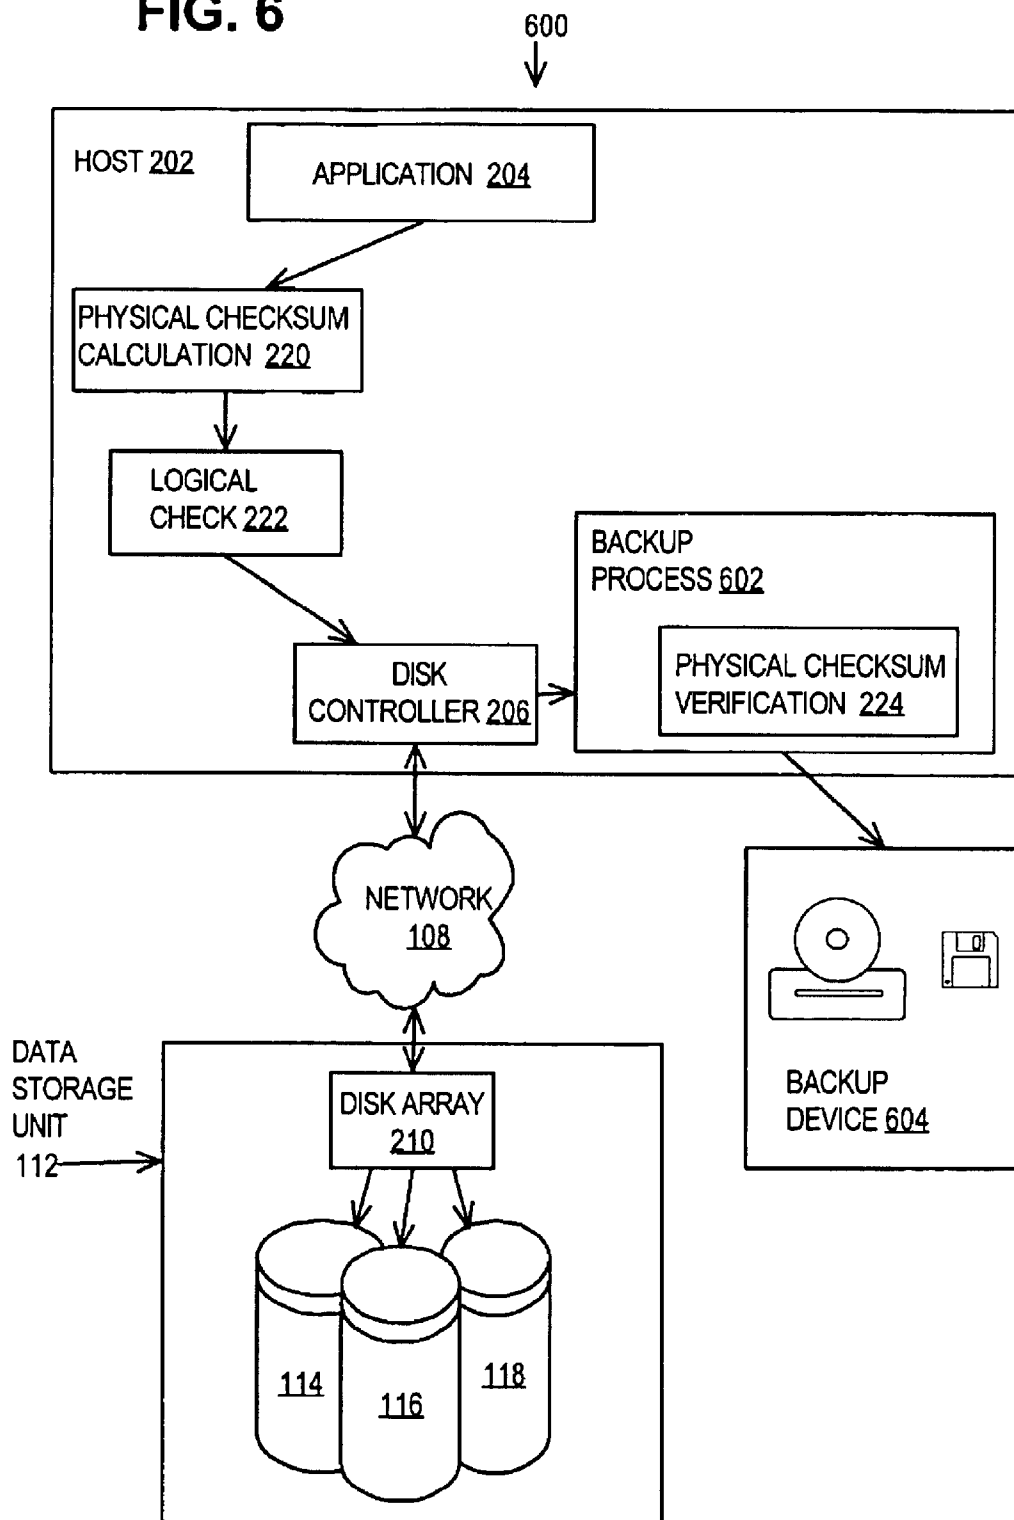 FIG. 6
600
HOST 202
APPLICATION 204
PHYSICAL CHECKSUM
CALCULATION 220
LOGICAL
CHECK 222
BACKUP
PROCESS 602
PHYSICAL CHECKSUM
VERIFICATION 224
DISK
CONTROLLER 206
NETWORK
108
DATA
STORAGE
UNIT
112
DISK ARRAY
210
BACKUP
DEVICE 604
114
116
118